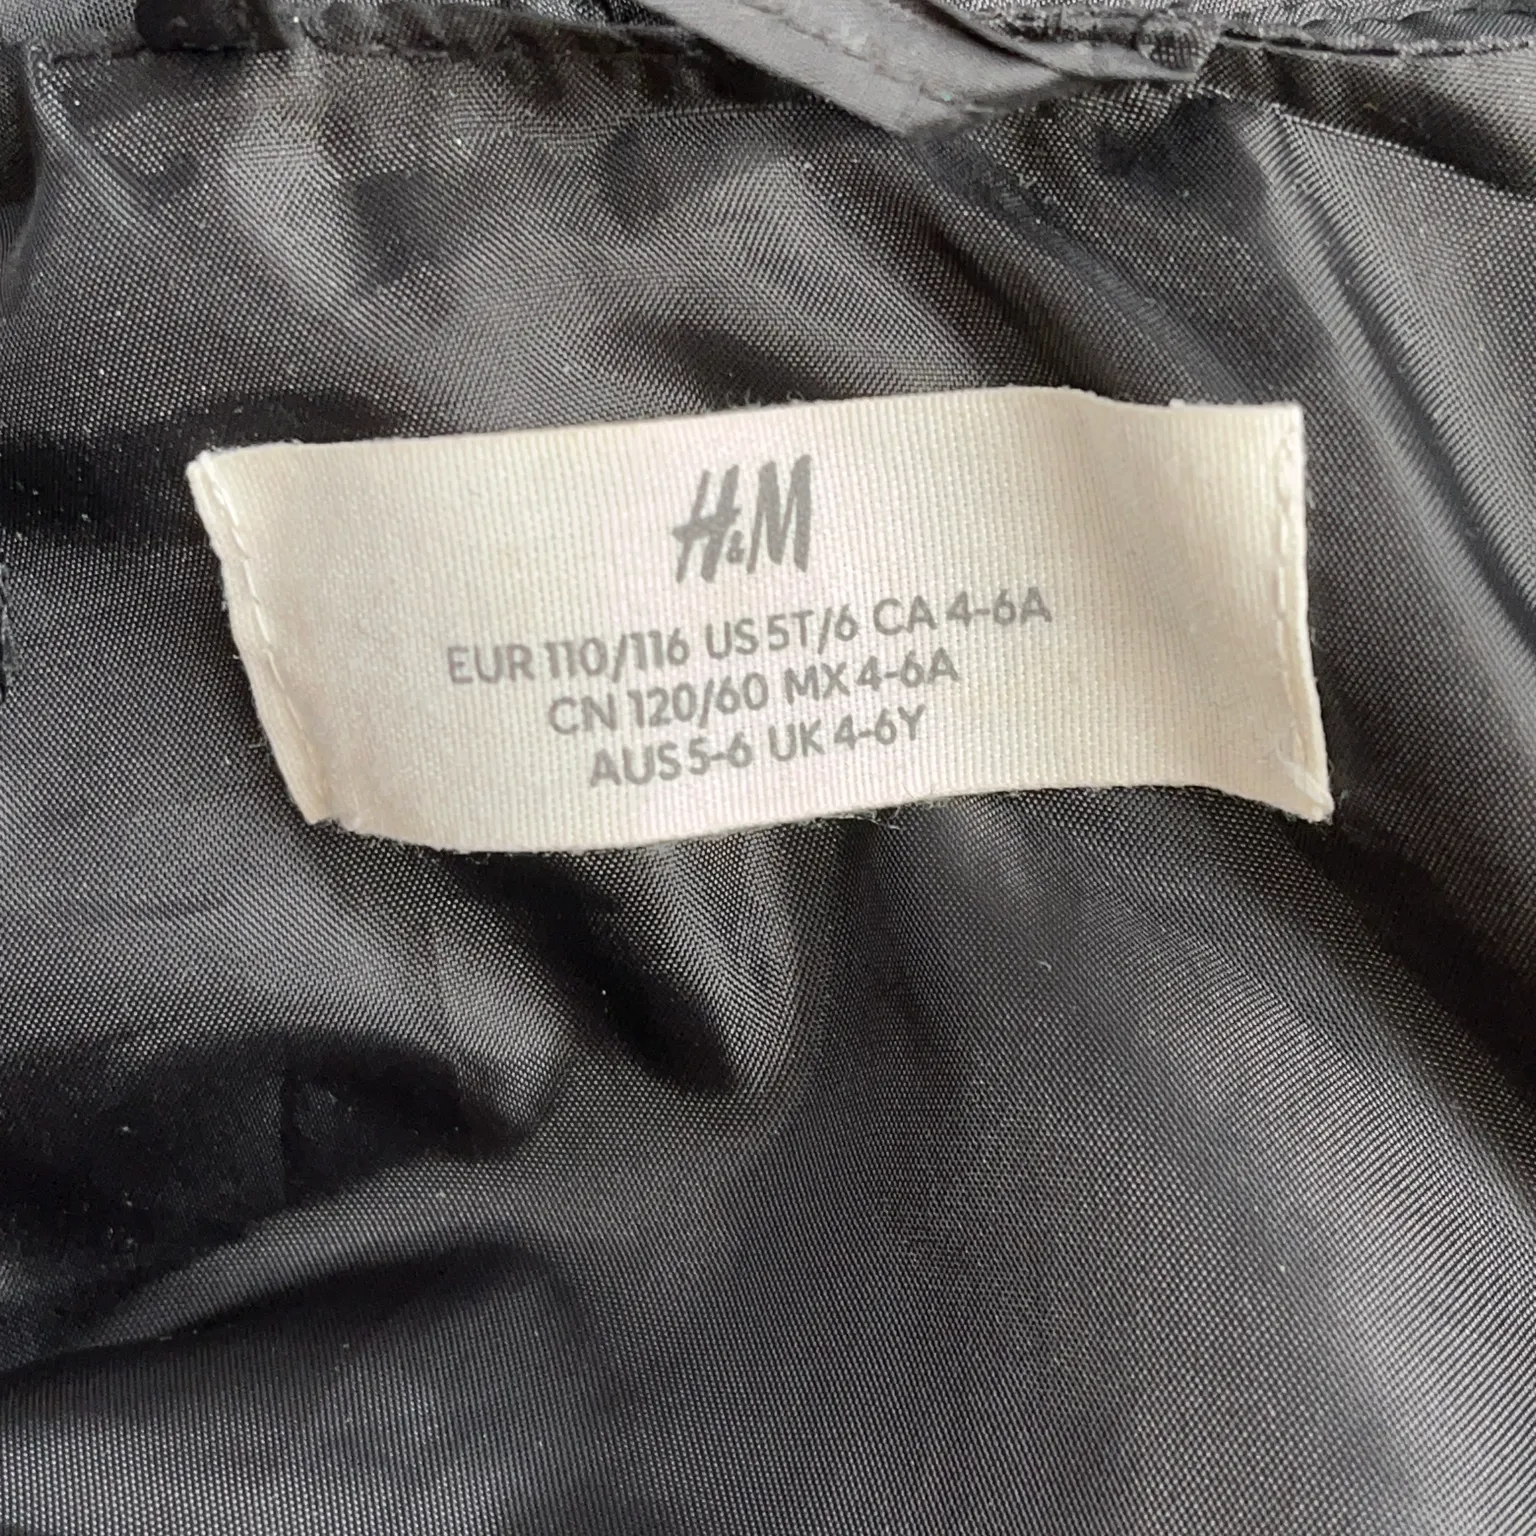 H&M
EUR 110/116 US 5T/6 CA 4-6A
CN 120/60 MX 4-6A
AUS 5-6 UK 4-6Y